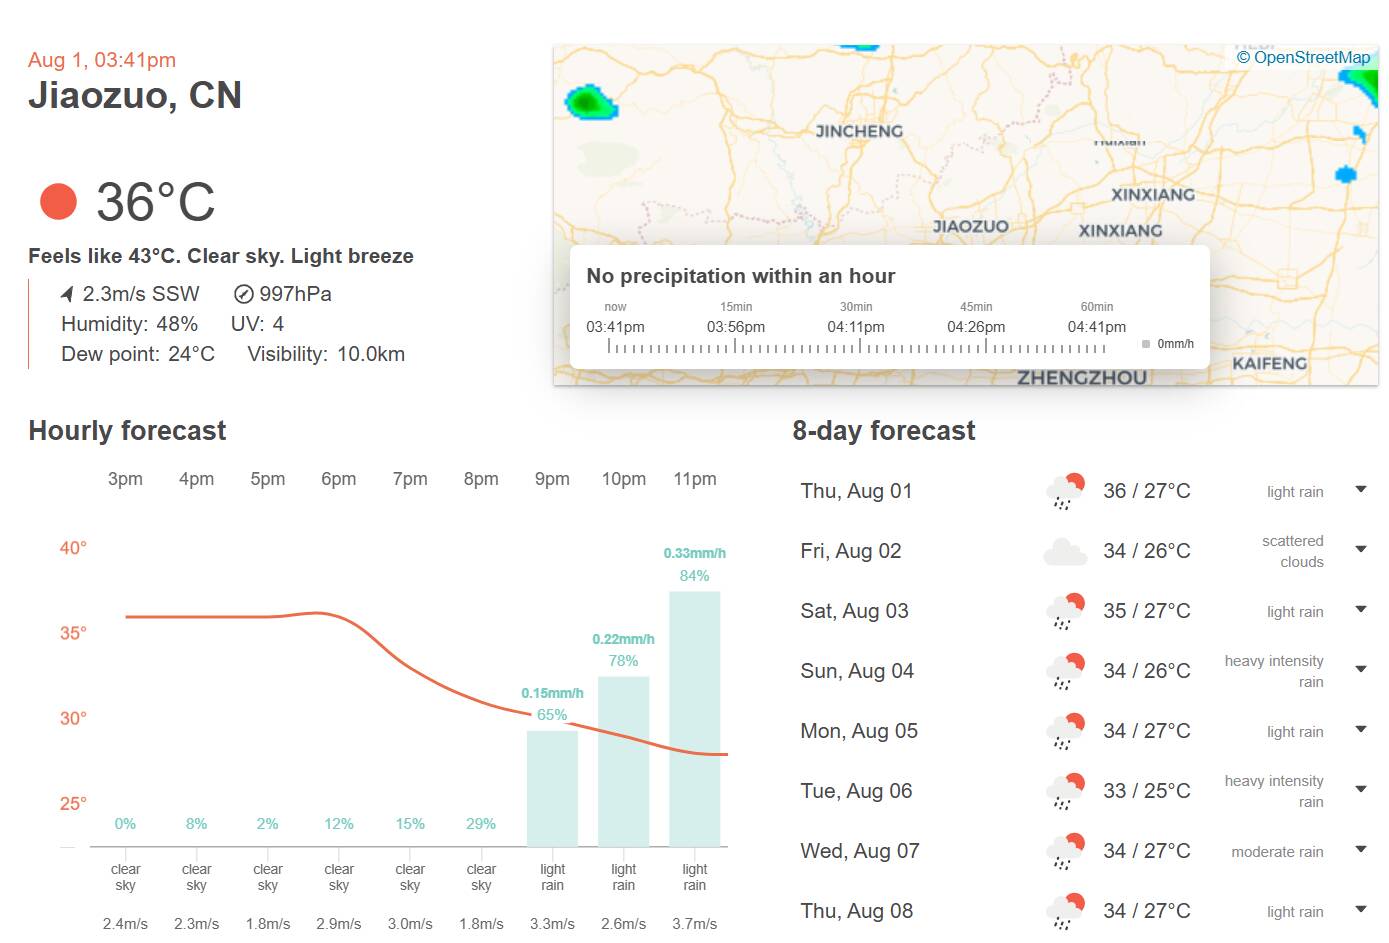 Aug 1, 03:41pm
Jiaozuo, CN
36°C
Feels like 43°C. Clear sky. Light breeze
2.3m/s SSW 997hPa
Humidity: 48% UV: 4
Dew point: 24°C Visibility: 10.0km
© OpenStreetMap
JINCHENG
XINXIANG
JIAOZUO
XINXIANG
No precipitation within an hour
now 15min 30min 45min 60min
03:41pm 03:56pm 04:11pm 04:26pm 04:41pm
0mm/h
KAIFENG
ZHENGZHOU
Hourly forecast
3pm 4pm 5pm 6pm 7pm 8pm 9pm 10pm 11pm
40°
35°
30°
25°
0.33mm/h
84%
0.22mm/h
78%
0.15mm/h
65%
0% 8% 2% 12% 15% 29%
clear clear clear clear clear clear light light light
sky sky sky sky sky sky rain rain rain
2.4m/s 2.3m/s 1.8m/s 2.9m/s 3.0m/s 1.8m/s 3.3m/s 2.6m/s 3.7m/s
8-day forecast
Thu, Aug 01 36 / 27°C light rain
Fri, Aug 02 34 / 26°C scattered
clouds
Sat, Aug 03 35 / 27°C light rain
Sun, Aug 04 34 / 26°C heavy intensity
rain
Mon, Aug 05 34 / 27°C light rain
Tue, Aug 06 33 / 25°C heavy intensity
rain
Wed, Aug 07 34 / 27°C moderate rain
Thu, Aug 08 34 / 27°C light rain